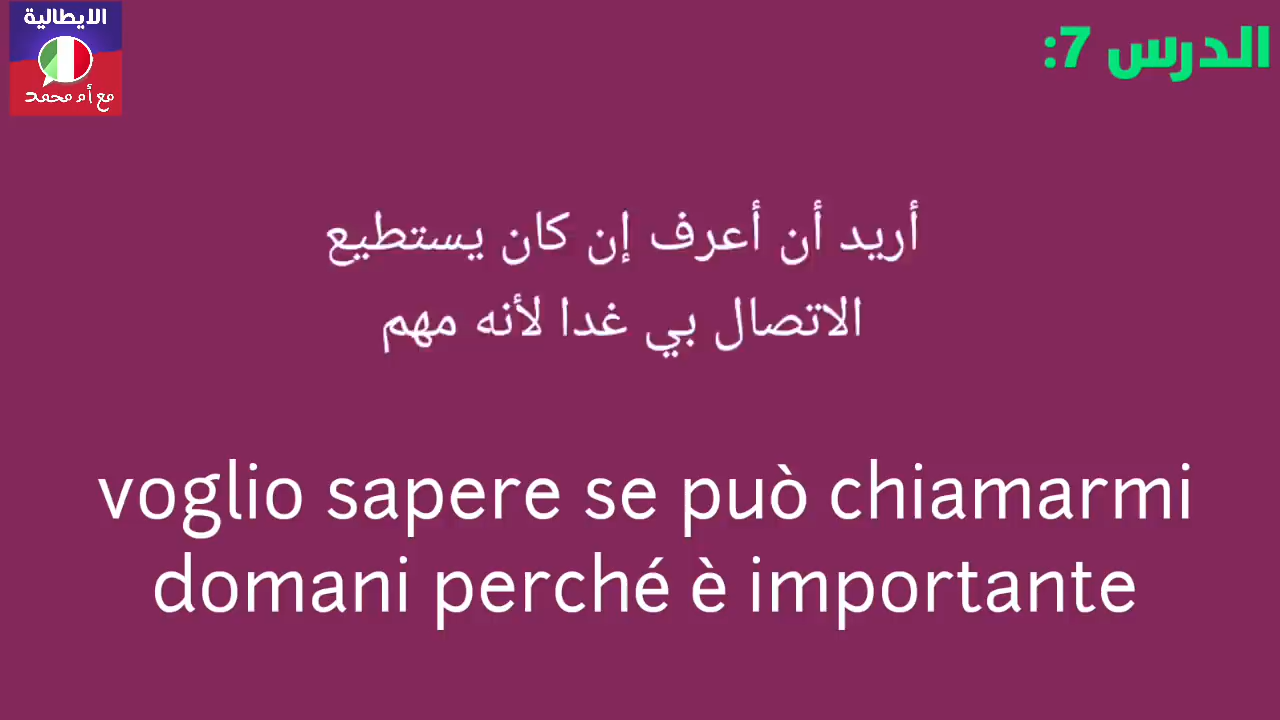 الايطالية
مع أم محمد
الدرس 7:
أريد أن أعرف إن كان يستطيع
الاتصال بي غدا لأنه مهم
voglio sapere se può chiamarmi
domani perché è importante